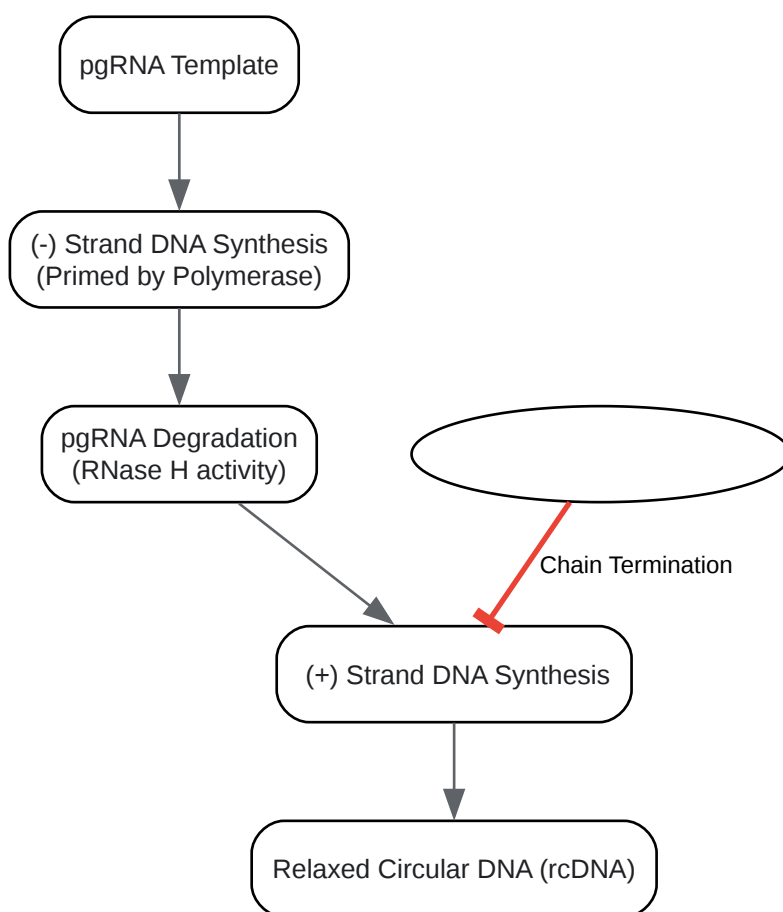 pgRNA Template
(-) Strand DNA Synthesis
(Primed by Polymerase)
pgRNA Degradation
(RNase H activity)
Chain Termination
(+) Strand DNA Synthesis
Relaxed Circular DNA (rcDNA)